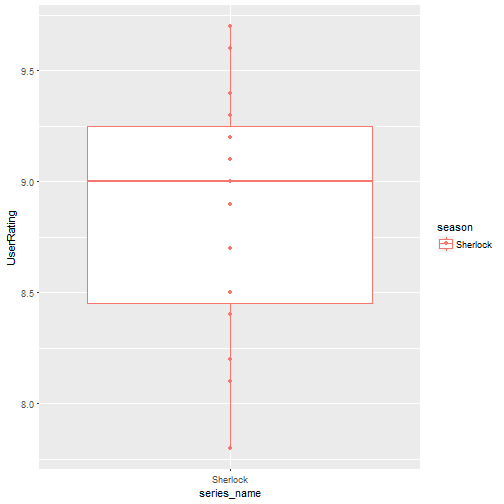 9.5
9.0
8.5
8.0
UserRating
Sherlock
series_name
season
Sherlock